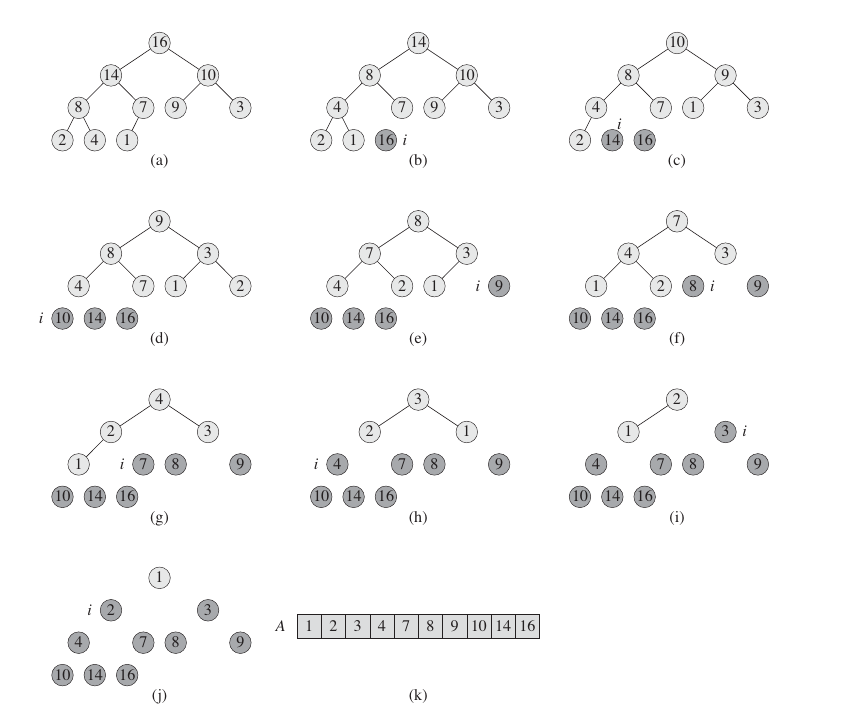 16
14 10
8 7 9 3
2 4 1
(a)
14
8 10
4 7 9 3
2 1 16 i
(b)
10
8 9
4 7 1 3
i
2 14 16
(c)
9
8 3
4 7 1 2
i 10 14 16
(d)
8
7 3
4 2 1 i 9
10 14 16
(e)
7
4 3
1 2 8 i 9
10 14 16
(f)
4
2 3
1 i 7 8 9
10 14 16
(g)
3
2 1
i 4 7 8 9
10 14 16
(h)
2
1 3 i
4 7 8 9
10 14 16
(i)
1
i 2 3
4 7 8 9
10 14 16
(j)
A 1 2 3 4 7 8 9 10 14 16
(k)